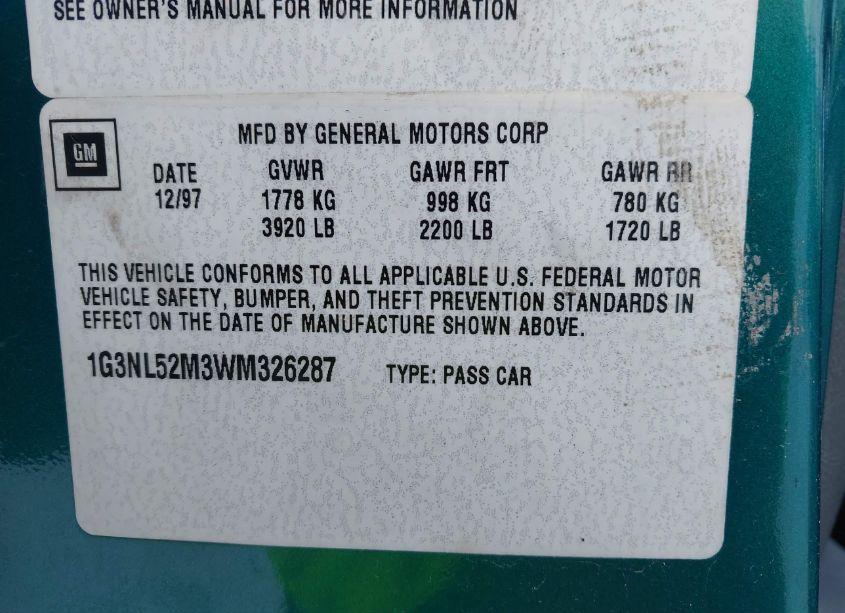 SEE OWNER'S MANUAL FOR MORE INFORMATION
GM
MFD BY GENERAL MOTORS CORP
DATE GVWR GAWR FRT GAWR RR
12/97 1778 KG 998 KG 780 KG
3920 LB 2200 LB 1720 LB
THIS VEHICLE CONFORMS TO ALL APPLICABLE U.S. FEDERAL MOTOR
VEHICLE SAFETY, BUMPER, AND THEFT PREVENTION STANDARDS IN
EFFECT ON THE DATE OF MANUFACTURE SHOWN ABOVE.
1G3NL52M3WM326287 TYPE: PASS CAR